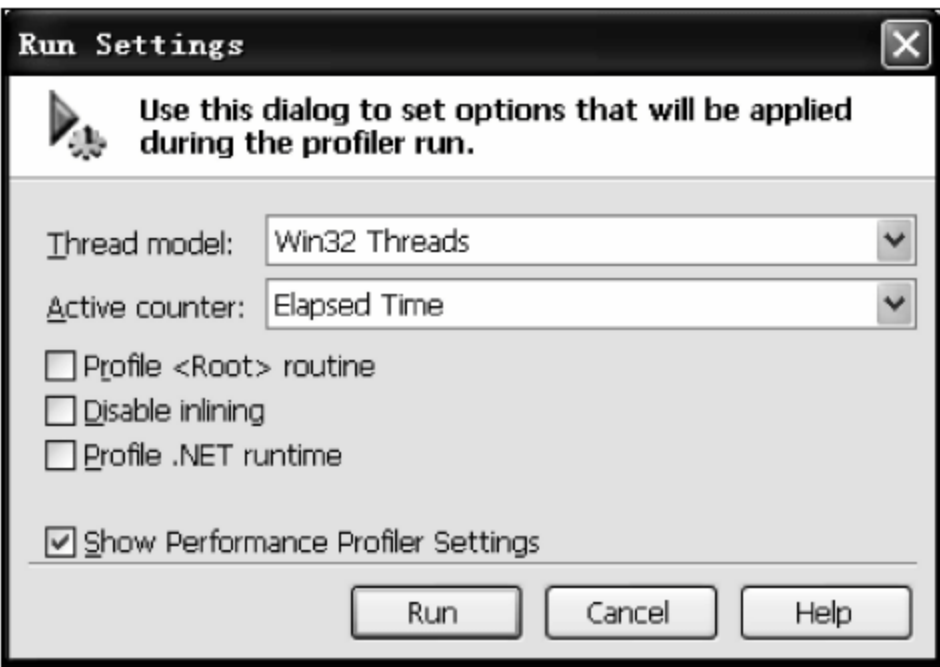 Run Settings
Use this dialog to set options that will be applied
during the profiler run.
Thread model: Win32 Threads
Active counter: Elapsed Time
Profile <Root> routine
Disable inlining
Profile .NET runtime
Show Performance Profiler Settings
Run Cancel Help